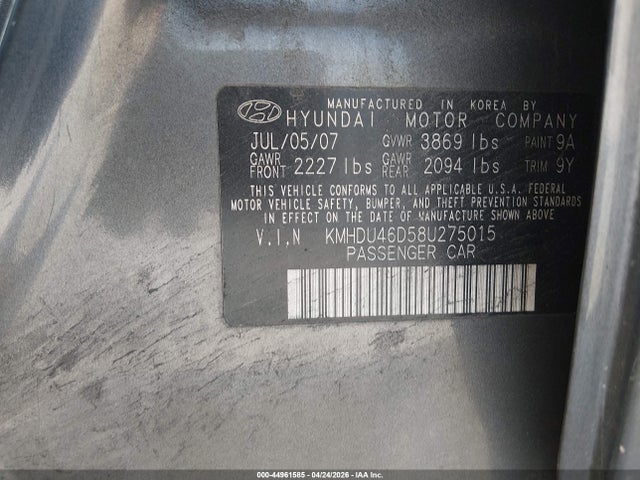 MANUFACTURED IN KOREA BY
HYUNDAI MOTOR COMPANY
JUL/05/07 GVWR 3869 lbs PAINT 9A
GAWR FRONT 2227 lbs GAWR REAR 2094 lbs TRIM 9Y
THIS VEHICLE CONFORMS TO ALL APPLICABLE U.S.A. FEDERAL
MOTOR VEHICLE SAFETY, BUMPER, AND THEFT PREVENTION STANDARDS
IN EFFECT ON THE DATE OF MANUFACTURE SHOWN ABOVE
V.I.N KMHDU46D58U275015
PASSENGER CAR
000-44961585 - 04/24/2026 - IAA Inc.